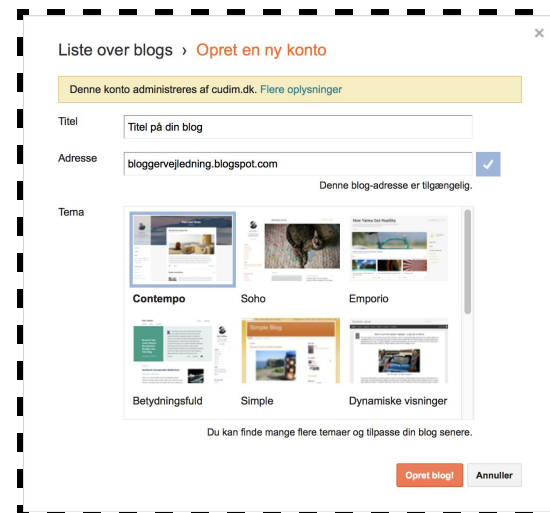 Liste over blogs › Opret en ny konto
Denne konto administreres af cudim.dk. Flere oplysninger
Titel
Titel på din blog
Adresse
bloggervejledning.blogspot.com
Denne blog-adresse er tilgængelig.
Tema
Contempo
Soho
Emporio
Simple Blog
Betydningsfuld
Simple
Dynamiske visninger
Du kan finde mange flere temaer og tilpasse din blog senere.
Opret blog!
Annuller